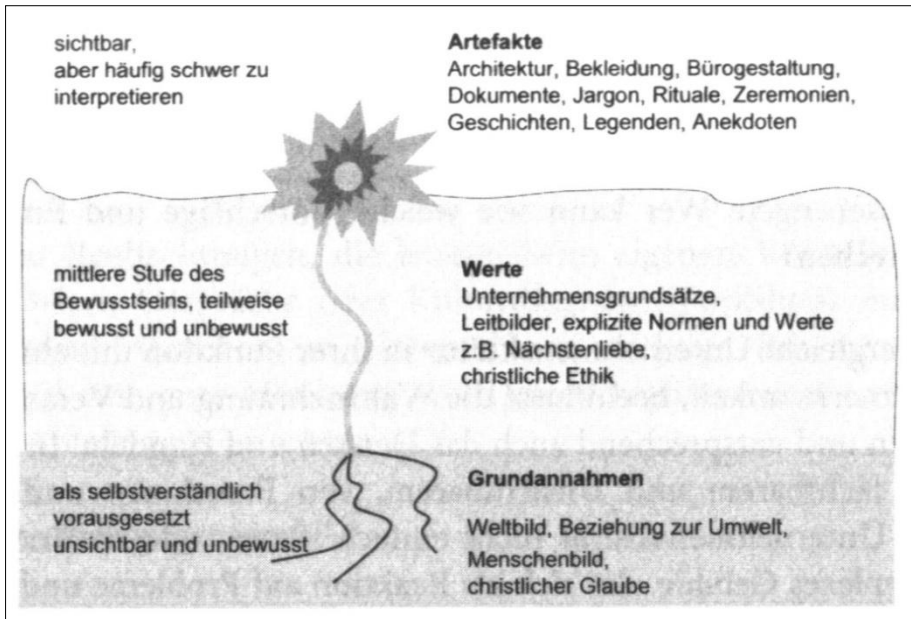 sichtbar,
aber häufig schwer zu
interpretieren
Artefakte
Architektur, Bekleidung, Bürogestaltung,
Dokumente, Jargon, Rituale, Zeremonien,
Geschichten, Legenden, Anekdoten
mittlere Stufe des
Bewusstseins, teilweise
bewusst und unbewusst
Werte
Unternehmensgrundsätze,
Leitbilder, explizite Normen und Werte
z.B. Nächstenliebe,
christliche Ethik
als selbstverständlich
vorausgesetzt
unsichtbar und unbewusst
Grundannahmen
Weltbild, Beziehung zur Umwelt,
Menschenbild,
christlicher Glaube